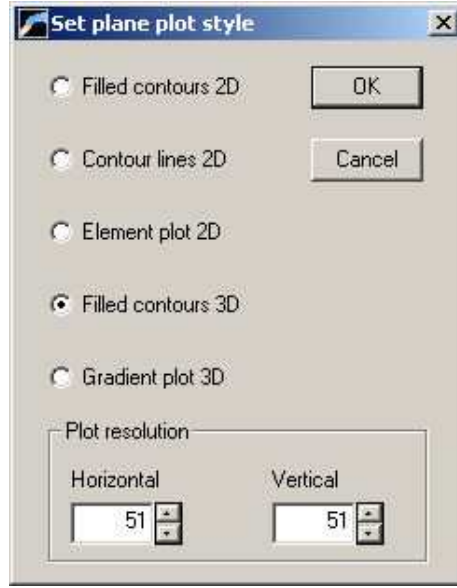 Set plane plot style
Filled contours 2D
OK
Contour lines 2D
Cancel
Element plot 2D
Filled contours 3D
Gradient plot 3D
Plot resolution
Horizontal
Vertical
51
51